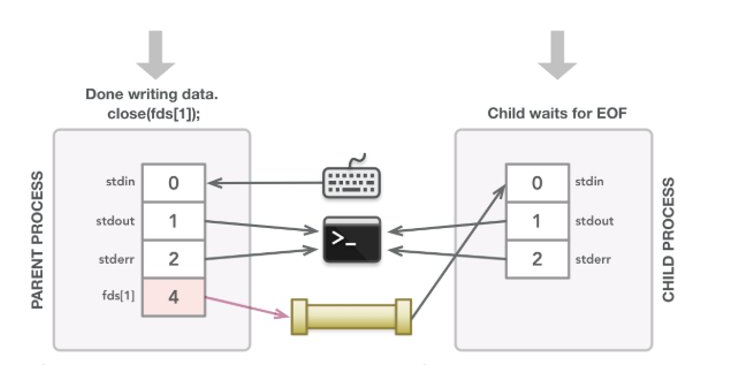 Done writing data.
close(fds[1]);
Child waits for EOF
PARENT PROCESS
stdin 0
stdout 1
stderr 2
fds[1] 4
>_
0 stdin
1 stdout
2 stderr
CHILD PROCESS